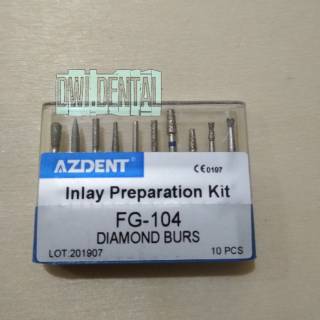 DWI.DENTAL
AZDENT®
CE0197
Inlay Preparation Kit
FG-104
DIAMOND BURS
LOT:201907
10 PCS